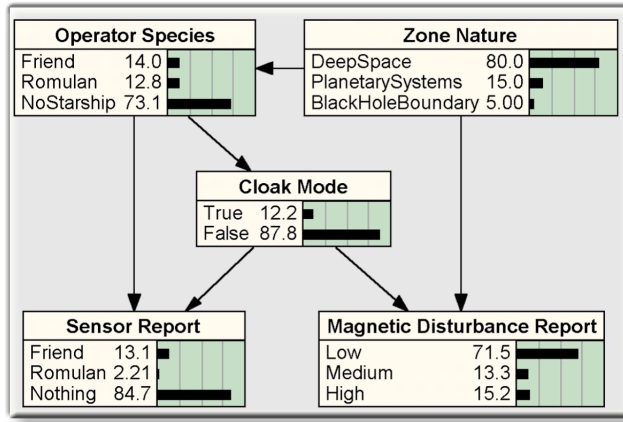 Operator Species
Friend 14.0
Romulan 12.8
NoStarship 73.1
Zone Nature
DeepSpace 80.0
PlanetarySystems 15.0
BlackHoleBoundary 5.00
Cloak Mode
True 12.2
False 87.8
Sensor Report
Friend 13.1
Romulan 2.21
Nothing 84.7
Magnetic Disturbance Report
Low 71.5
Medium 13.3
High 15.2